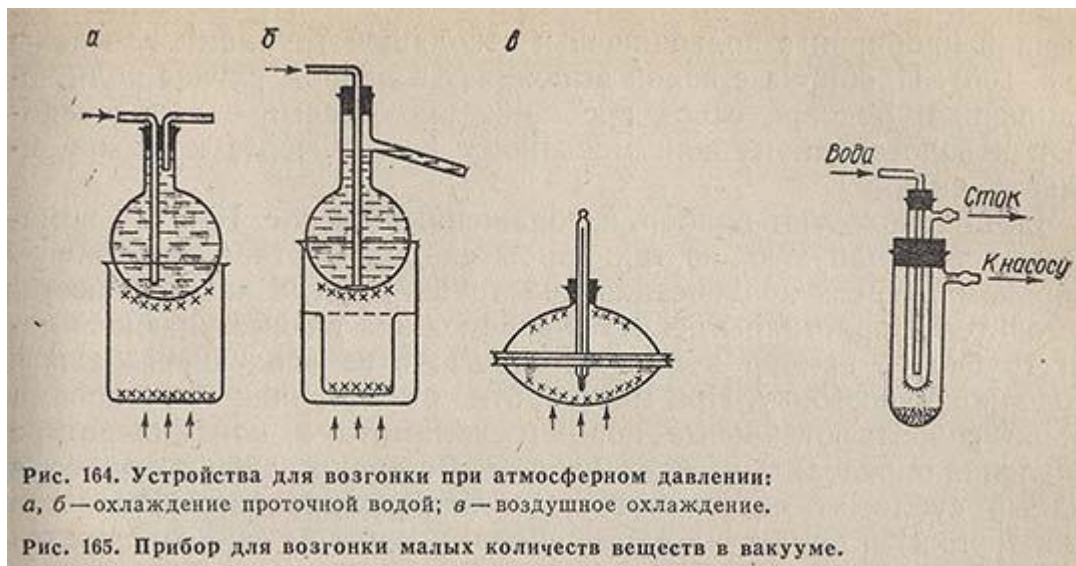 а б в
Вода
Сток
К насосу
Рис. 164. Устройства для возгонки при атмосферном давлении:
а, б—охлаждение проточной водой; в—воздушное охлаждение.
Рис. 165. Прибор для возгонки малых количеств веществ в вакууме.